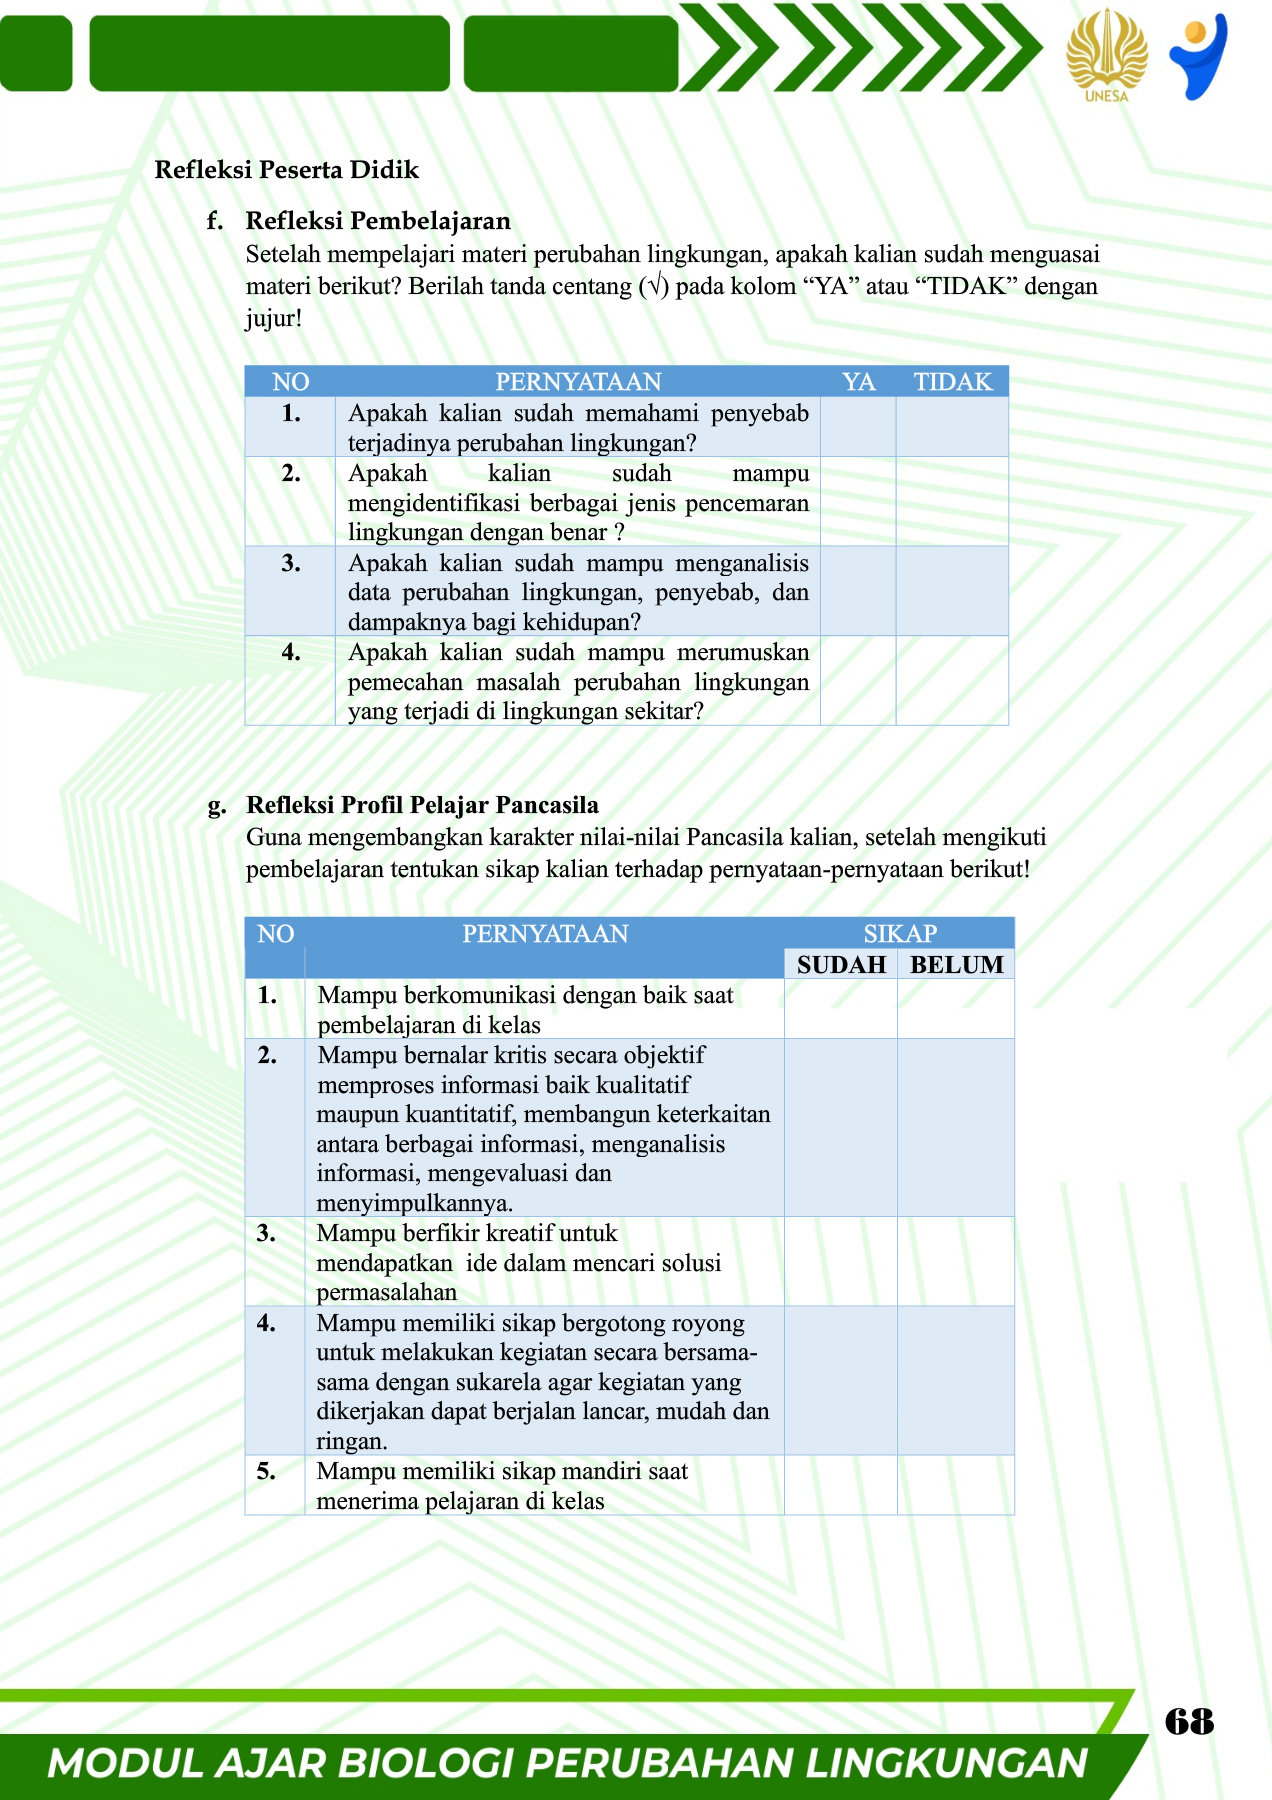 UNESA
Refleksi Peserta Didik
f. Refleksi Pembelajaran
Setelah mempelajari materi perubahan lingkungan, apakah kalian sudah menguasai
materi berikut? Berilah tanda centang (√) pada kolom “YA” atau “TIDAK” dengan
jujur!
NO PERNYATAAN YA TIDAK
1. Apakah kalian sudah memahami penyebab
terjadinya perubahan lingkungan?
2. Apakah kalian sudah mampu
mengidentifikasi berbagai jenis pencemaran
lingkungan dengan benar ?
3. Apakah kalian sudah mampu menganalisis
data perubahan lingkungan, penyebab, dan
dampaknya bagi kehidupan?
4. Apakah kalian sudah mampu merumuskan
pemecahan masalah perubahan lingkungan
yang terjadi di lingkungan sekitar?
g. Refleksi Profil Pelajar Pancasila
Guna mengembangkan karakter nilai-nilai Pancasila kalian, setelah mengikuti
pembelajaran tentukan sikap kalian terhadap pernyataan-pernyataan berikut!
NO PERNYATAAN SIKAP
SUDAH BELUM
1. Mampu berkomunikasi dengan baik saat
pembelajaran di kelas
2. Mampu bernalar kritis secara objektif
memproses informasi baik kualitatif
maupun kuantitatif, membangun keterkaitan
antara berbagai informasi, menganalisis
informasi, mengevaluasi dan
menyimpulkannya.
3. Mampu berfikir kreatif untuk
mendapatkan  ide dalam mencari solusi
permasalahan
4. Mampu memiliki sikap bergotong royong
untuk melakukan kegiatan secara bersama-
sama dengan sukarela agar kegiatan yang
dikerjakan dapat berjalan lancar, mudah dan
ringan.
5. Mampu memiliki sikap mandiri saat
menerima pelajaran di kelas
68
MODUL AJAR BIOLOGI PERUBAHAN LINGKUNGAN